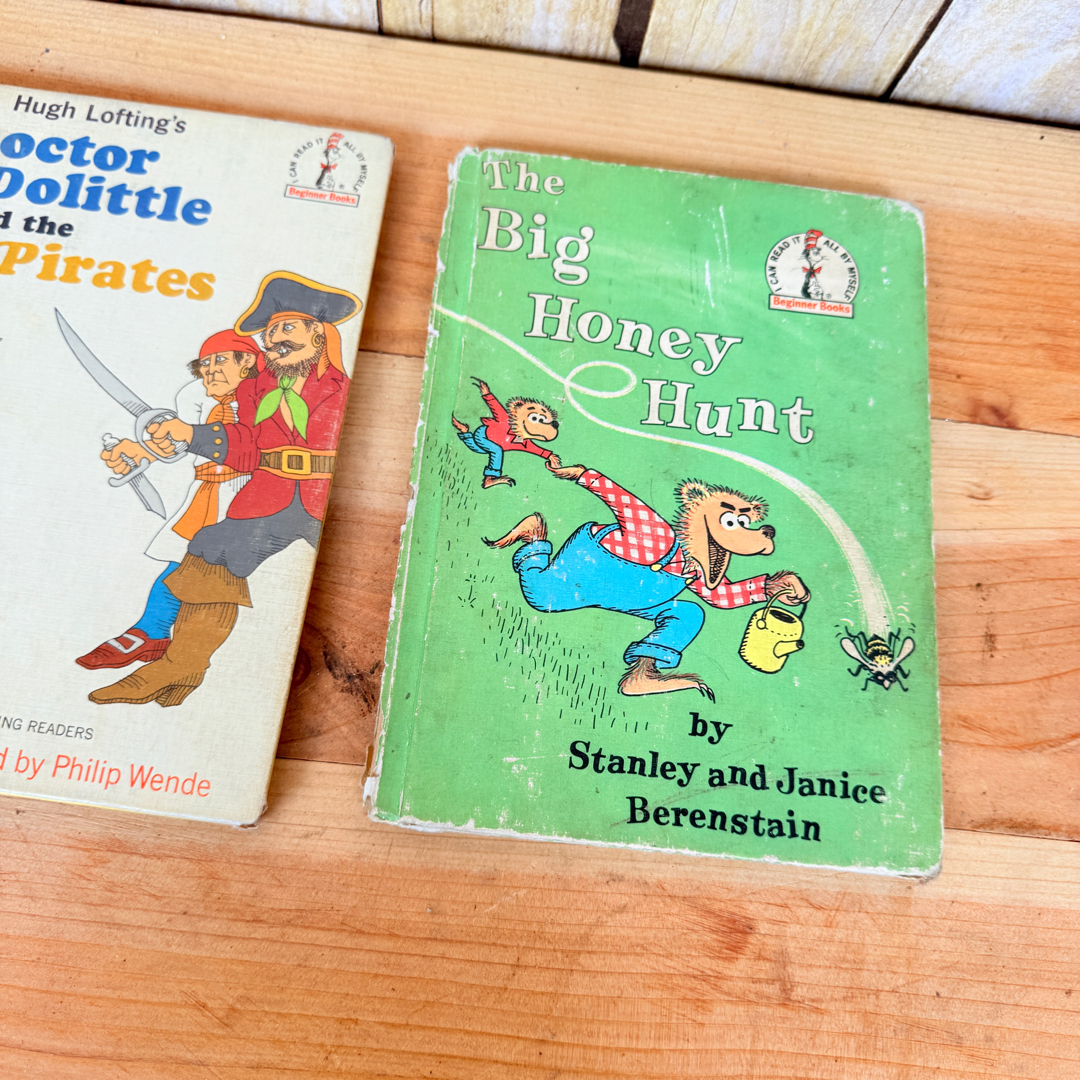 Hugh Lofting's
octor
Dolittle
d the
Pirates
I CAN READ IT ALL BY MYSELF
Beginner Books
ING READERS
d by Philip Wende
The
Big
Honey
Hunt
I CAN READ IT ALL BY MYSELF
Beginner Books
by
Stanley and Janice
Berenstain